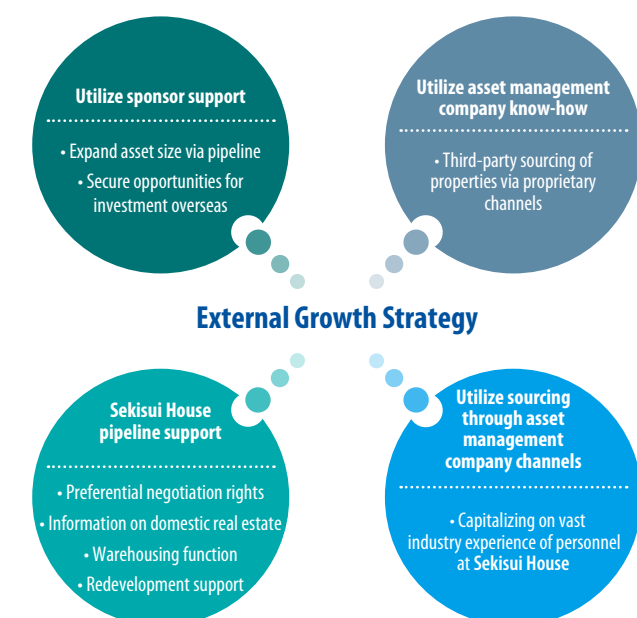 Utilize sponsor support
• Expand asset size via pipeline
• Secure opportunities for
investment overseas
Utilize asset management
company know-how
• Third-party sourcing of
properties via proprietary
channels
External Growth Strategy
Sekisui House
pipeline support
• Preferential negotiation rights
• Information on domestic real estate
• Warehousing function
• Redevelopment support
Utilize sourcing
through asset
management
company channels
• Capitalizing on vast
industry experience of personnel
at Sekisui House